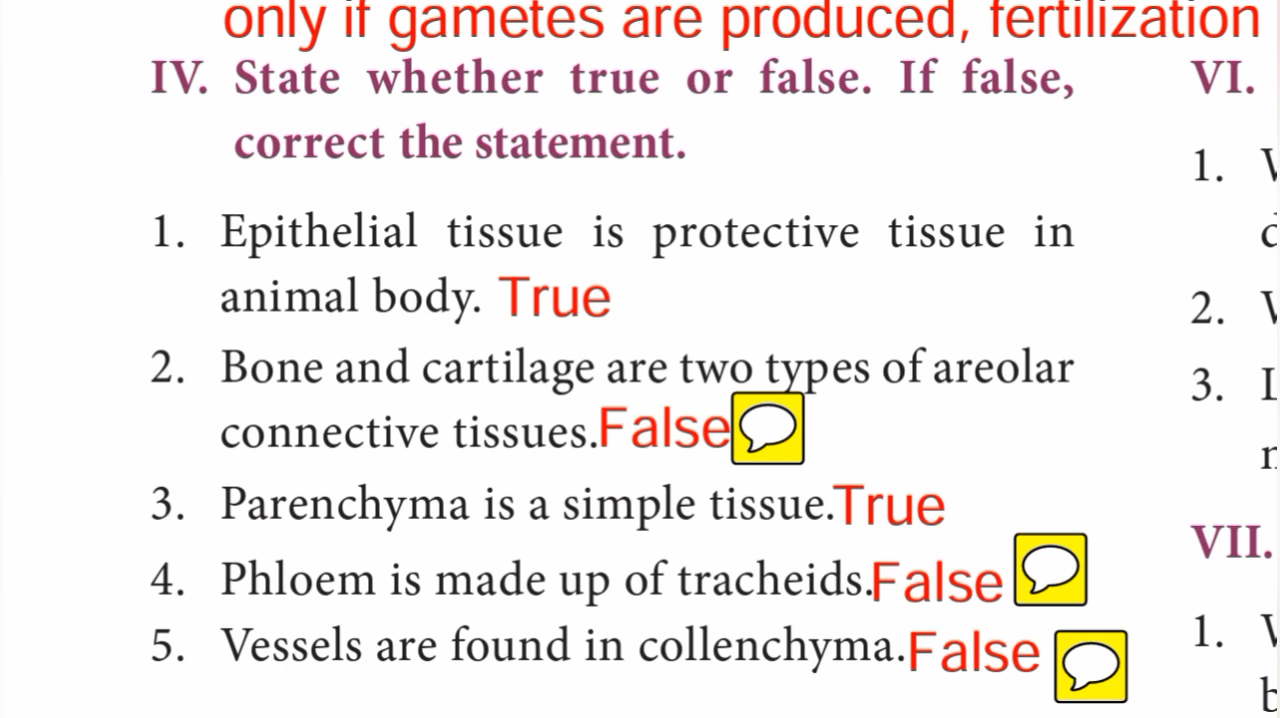 only if gametes are produced, fertilization
IV. State whether true or false. If false,
correct the statement.
1. Epithelial tissue is protective tissue in
animal body. True
2. Bone and cartilage are two types of areolar
connective tissues.False
3. Parenchyma is a simple tissue.True
4. Phloem is made up of tracheids.False
5. Vessels are found in collenchyma.False
VI.
1.
2.
3.
VII.
1.